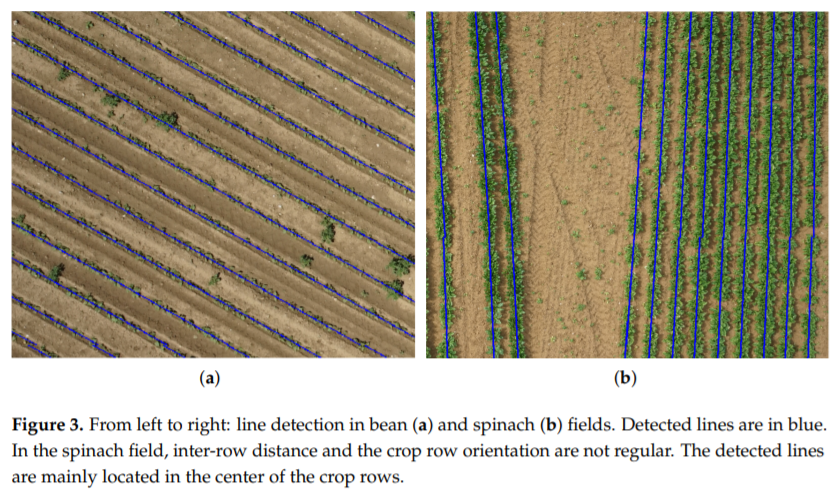 (a)
(b)
Figure 3. From left to right: line detection in bean (a) and spinach (b) fields. Detected lines are in blue.
In the spinach field, inter-row distance and the crop row orientation are not regular. The detected lines
are mainly located in the center of the crop rows.